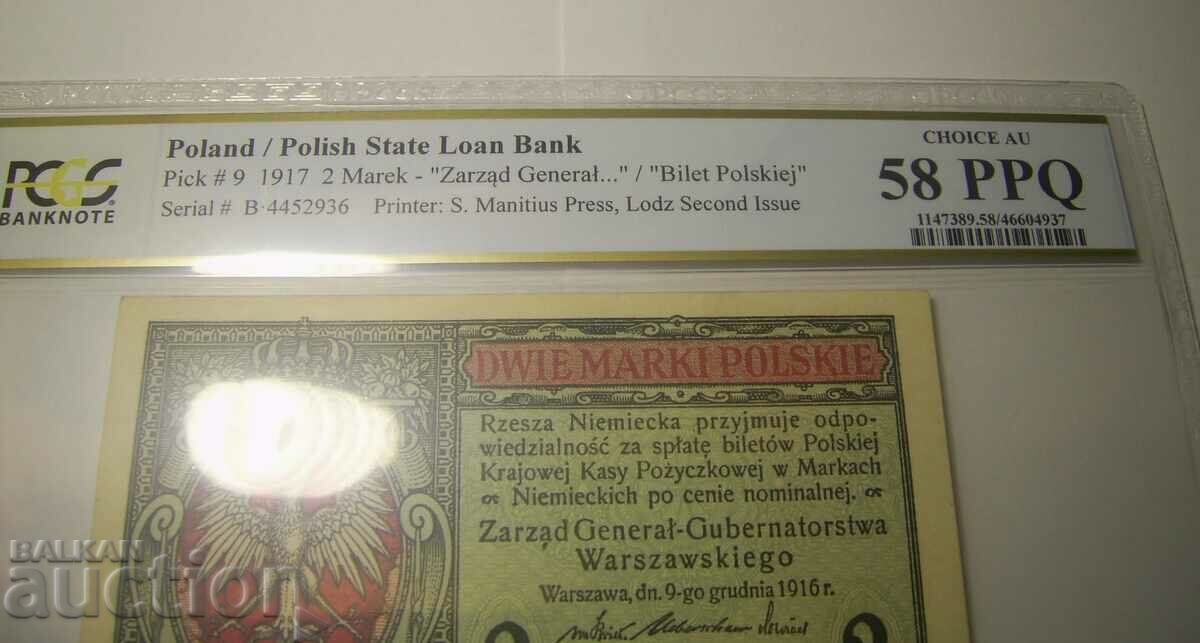 PCGS
BANKNOTE
Poland / Polish State Loan Bank
Pick # 9 1917 2 Marek - "Zarząd Generał..." / "Bilet Polskiej"
Serial # B·4452936 Printer: S. Manitius Press, Lodz Second Issue
CHOICE AU
58 PPQ
1147389.58/46604937
DWIE MARKI POLSKIE
Rzesza Niemiecka przyjmuje odpo-
wiedzialność za spłatę biletów Polskiej
Krajowej Kasy Pożyczkowej w Markach
Niemieckich po cenie nominalnej.
Zarząd Generał-Gubernatorstwa
Warszawskiego
Warszawa, dn. 9-go grudnia 1916 r.
2 2
BALKAN
auction